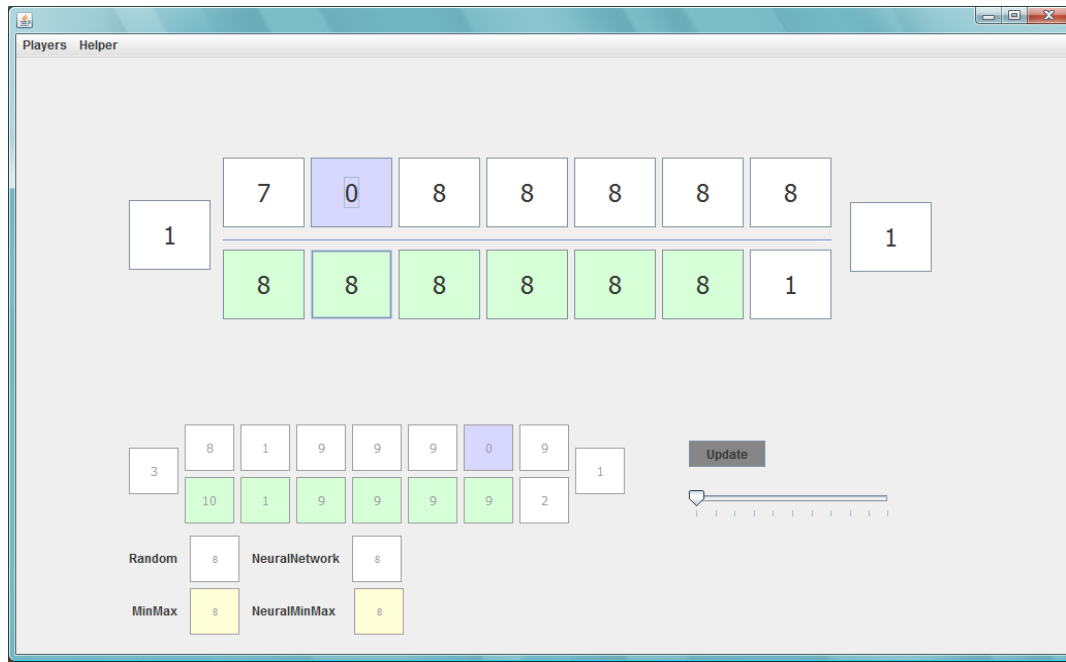 Players Helper
7 0 8 8 8 8 8
1 1
8 8 8 8 8 8 1
8 1 9 9 9 0 9
3 1
10 1 9 9 9 9 2
Update
Random 8 NeuralNetwork 8
MinMax 8 NeuralMinMax 8